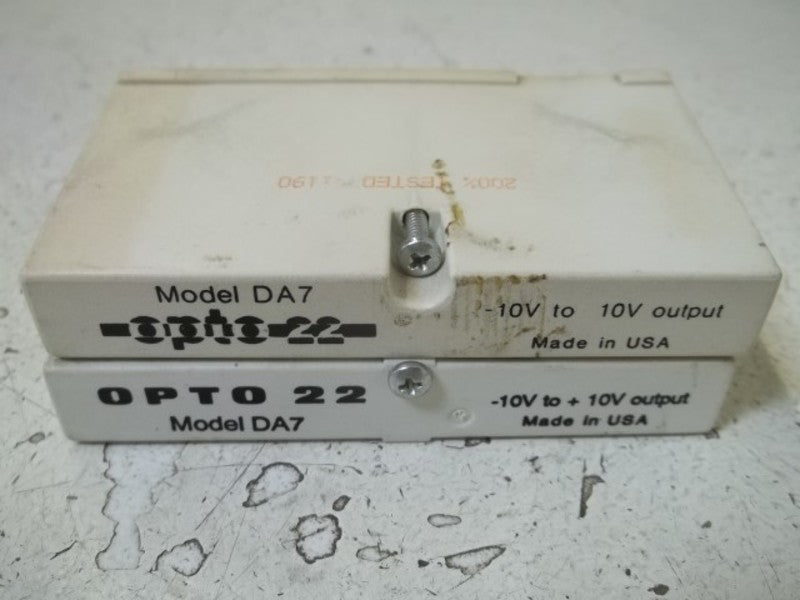 200% TESTED 1190
Model DA7
opto 22
-10V to 10V output
Made in USA
OPTO 22
Model DA7
-10V to + 10V output
Made in USA